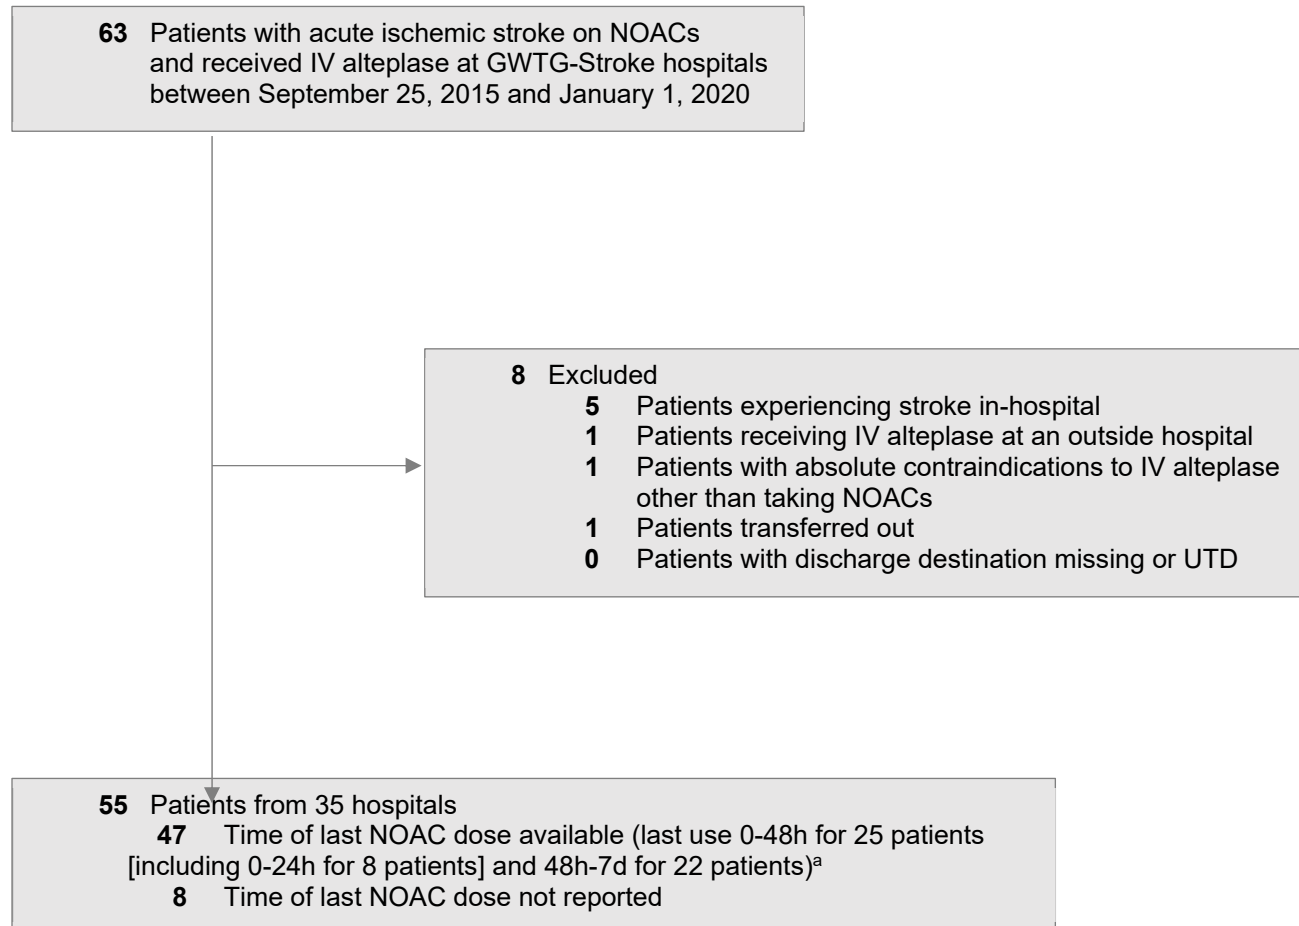 63 Patients with acute ischemic stroke on NOACs
and received IV alteplase at GWTG-Stroke hospitals
between September 25, 2015 and January 1, 2020
8 Excluded
5 Patients experiencing stroke in-hospital
1 Patients receiving IV alteplase at an outside hospital
1 Patients with absolute contraindications to IV alteplase
other than taking NOACs
1 Patients transferred out
0 Patients with discharge destination missing or UTD
55 Patients from 35 hospitals
47 Time of last NOAC dose available (last use 0-48h for 25 patients
[including 0-24h for 8 patients] and 48h-7d for 22 patients)ᵃ
8 Time of last NOAC dose not reported